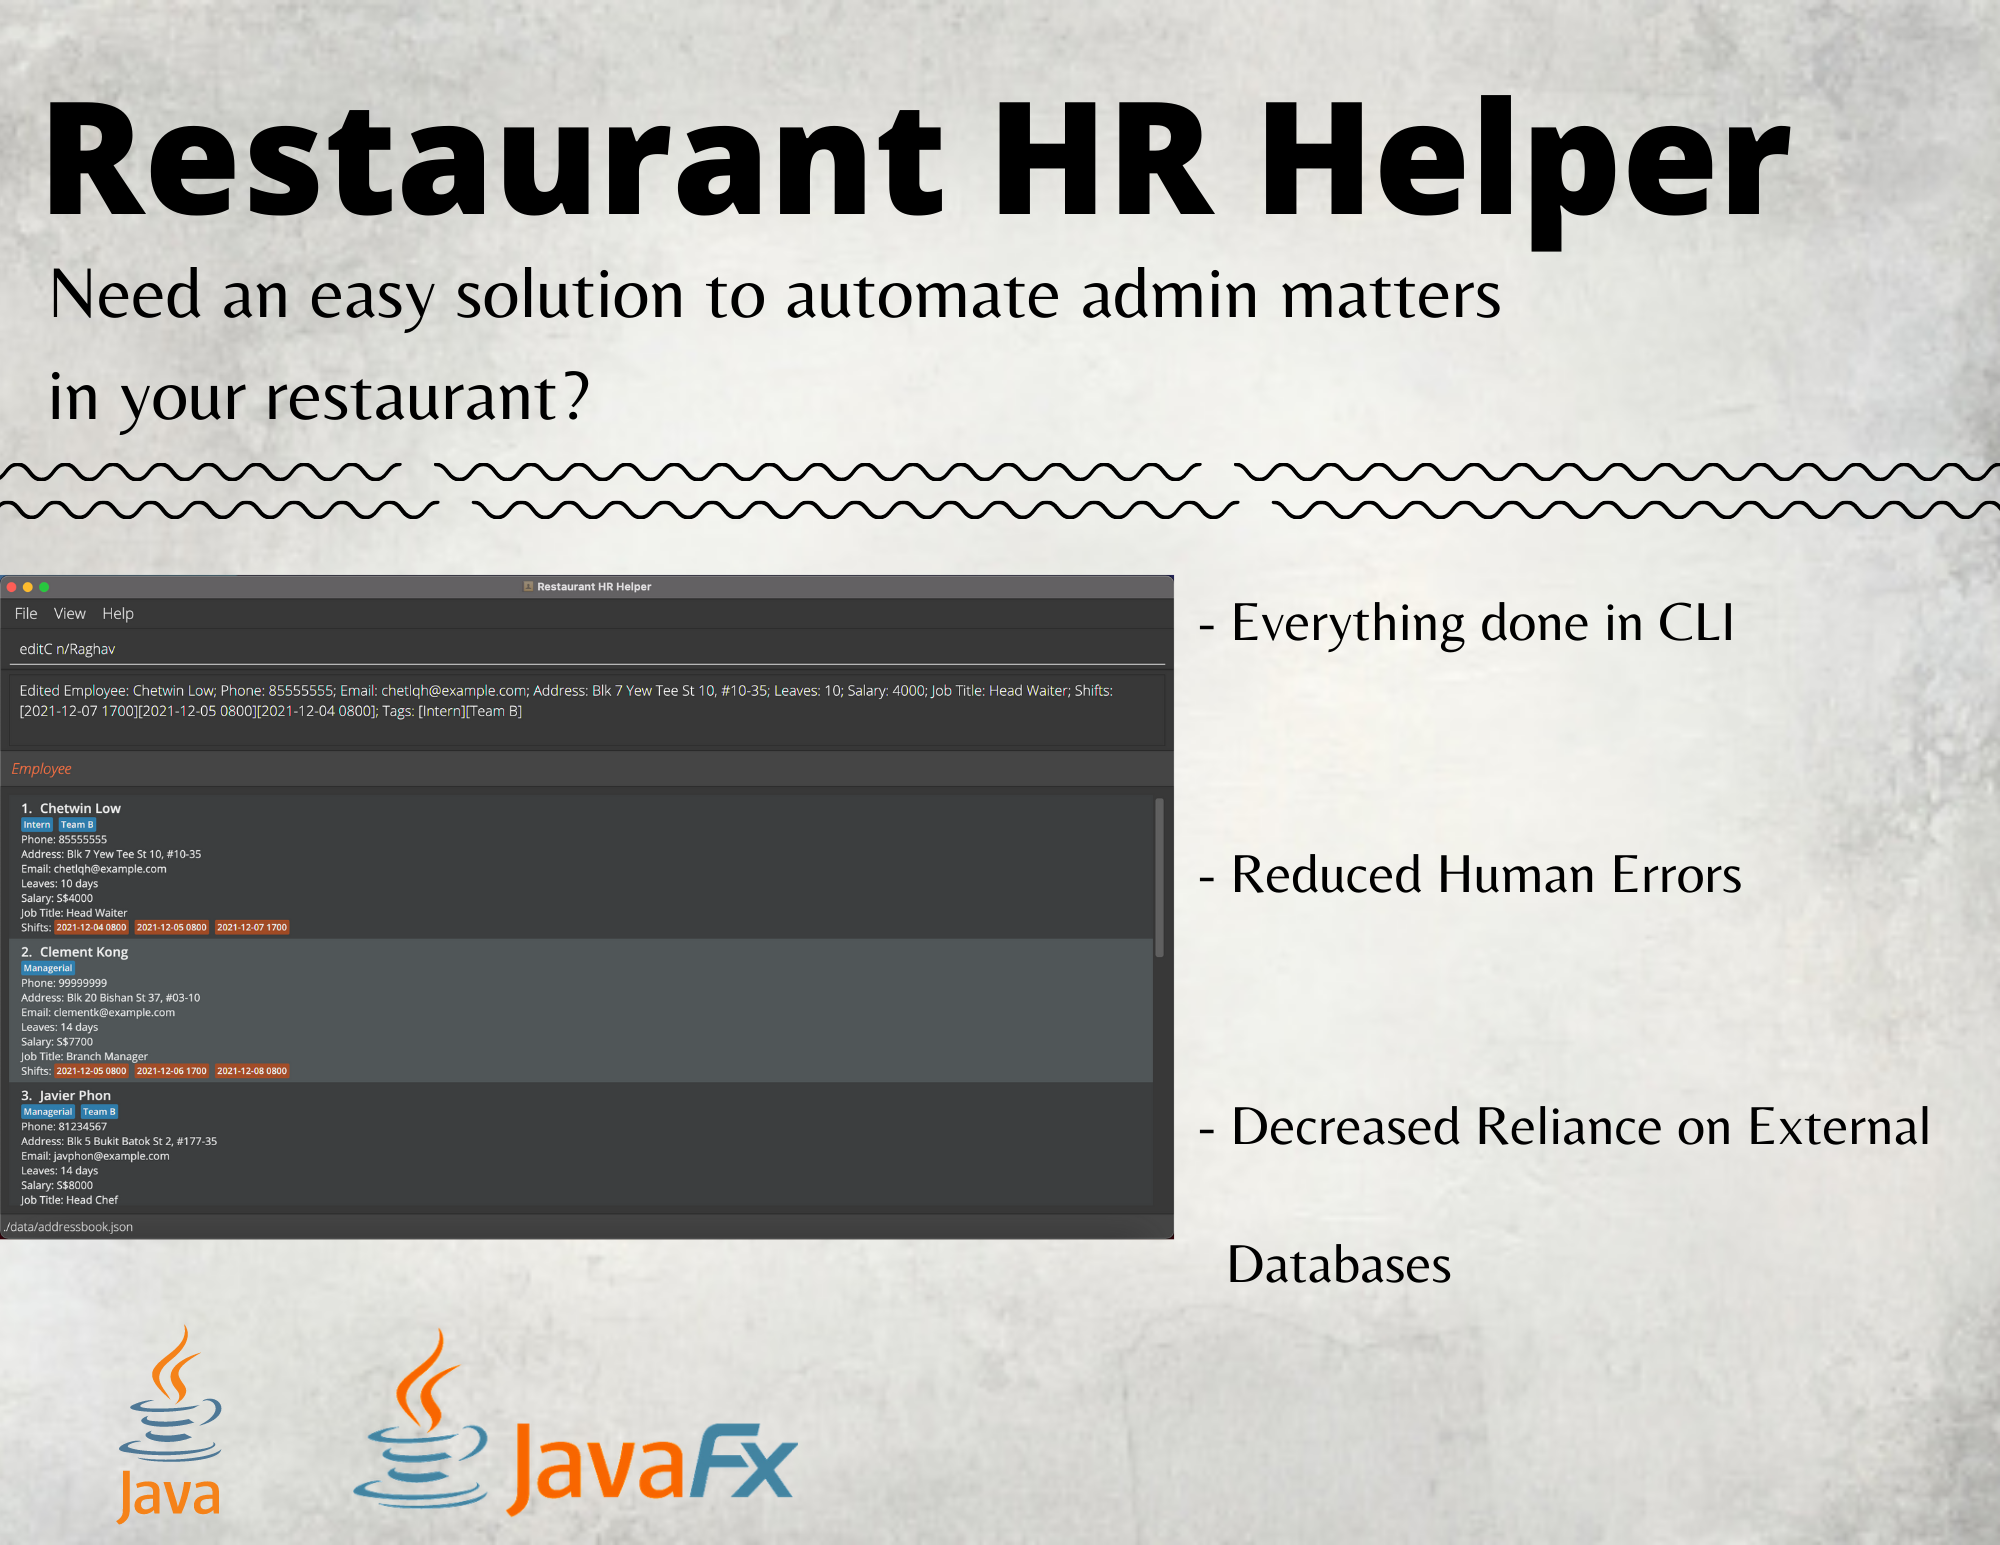 Restaurant HR Helper
Need an easy solution to automate admin matters
in your restaurant?
Restaurant HR Helper
File View Help
editC n/Raghav
Edited Employee: Chetwin Low; Phone: 85555555; Email: chetlqh@example.com; Address: Blk 7 Yew Tee St 10, #10-35; Leaves: 10; Salary: 4000; Job Title: Head Waiter; Shifts:
[2021-12-07 1700][2021-12-05 0800][2021-12-04 0800]; Tags: [Intern][Team B]
Employee
1. Chetwin Low
Intern Team B
Phone: 85555555
Address: Blk 7 Yew Tee St 10, #10-35
Email: chetlqh@example.com
Leaves: 10 days
Salary: S$4000
Job Title: Head Waiter
Shifts: 2021-12-04 0800 2021-12-05 0800 2021-12-07 1700
2. Clement Kong
Managerial
Phone: 99999999
Address: Blk 20 Bishan St 37, #03-10
Email: clementk@example.com
Leaves: 14 days
Salary: S$7700
Job Title: Branch Manager
Shifts: 2021-12-05 0800 2021-12-06 1700 2021-12-08 0800
3. Javier Phon
Managerial Team B
Phone: 81234567
Address: Blk 5 Bukit Batok St 2, #177-35
Email: javphon@example.com
Leaves: 14 days
Salary: S$8000
Job Title: Head Chef
./data/addressbook.json
- Everything done in CLI
- Reduced Human Errors
- Decreased Reliance on External
Databases
Java
JavaFx